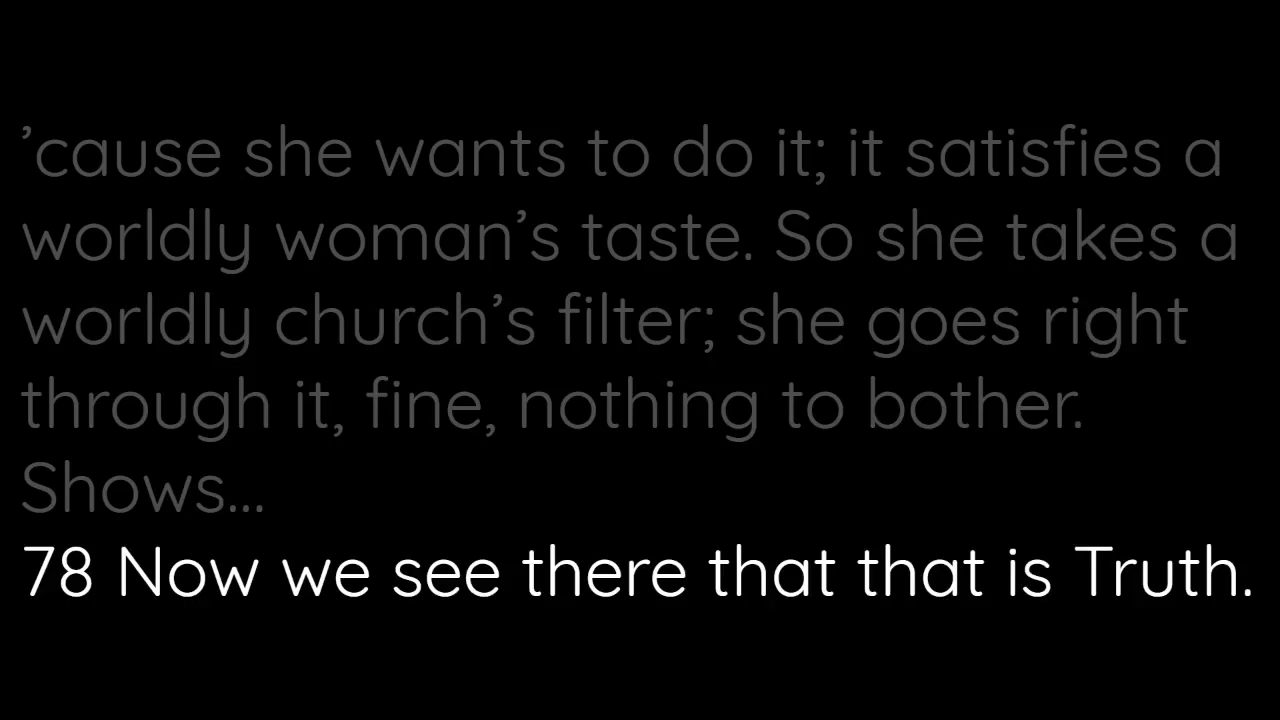 ’cause she wants to do it; it satisfies a
worldly woman’s taste. So she takes a
worldly church’s filter; she goes right
through it, fine, nothing to bother.
Shows...
78 Now we see there that that is Truth.